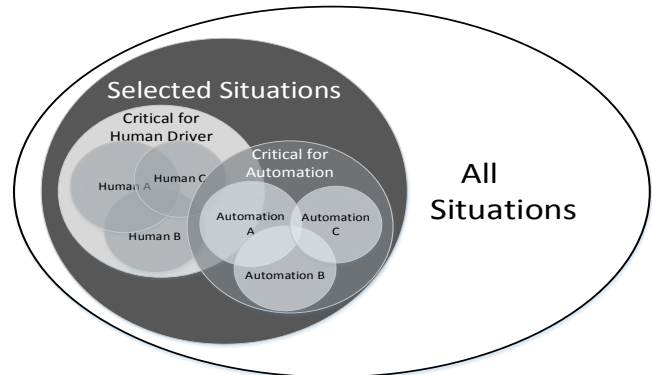 Selected Situations
Critical for
Human Driver
Critical for
Automation
Human A
Human C
Human B
Automation
A
Automation
C
Automation B
All
Situations